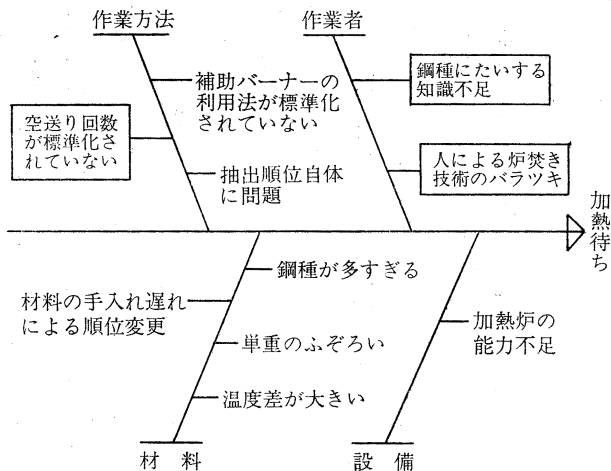 作業方法
作業者
補助バーナーの
利用法が標準化
されていない
空送り回数
が標準化さ
れていない
抽出順位自体
に問題
鋼種にたいする
知識不足
人による炉焚き
技術のバラツキ
加熱待ち
鋼種が多すぎる
材料の手入れ遅れ
による順位変更
単重のふぞろい
温度差が大きい
加熱炉の
能力不足
材 料
設 備